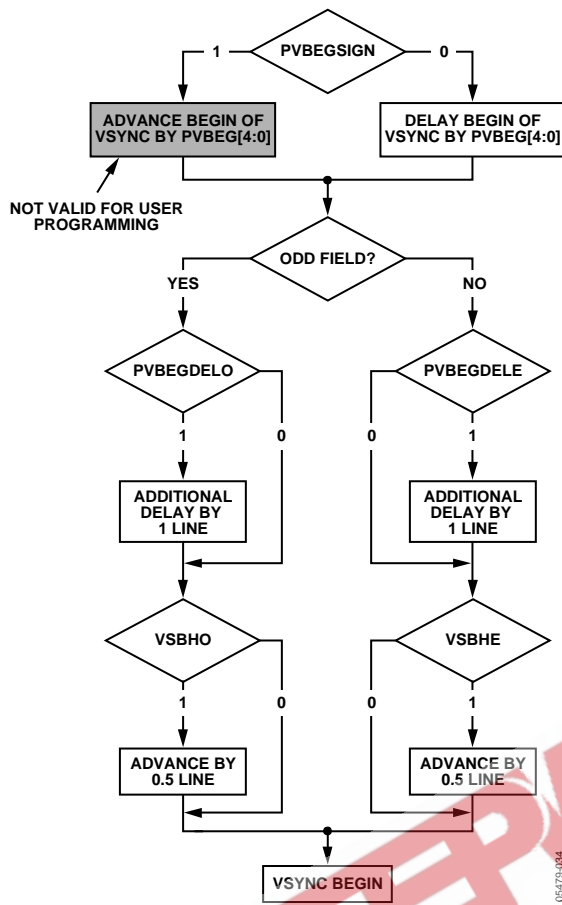 PVBEGSIGN
1
0
ADVANCE BEGIN OF
VSYNC BY PVBEG[4:0]
DELAY BEGIN OF
VSYNC BY PVBEG[4:0]
NOT VALID FOR USER
PROGRAMMING
ODD FIELD?
YES
NO
PVBEGDELO
PVBEGDELE
1
0
0
1
ADDITIONAL
DELAY BY
1 LINE
ADDITIONAL
DELAY BY
1 LINE
VSBHO
VSBHE
1
0
0
1
ADVANCE BY
0.5 LINE
ADVANCE BY
0.5 LINE
VSYNC BEGIN
05479-034